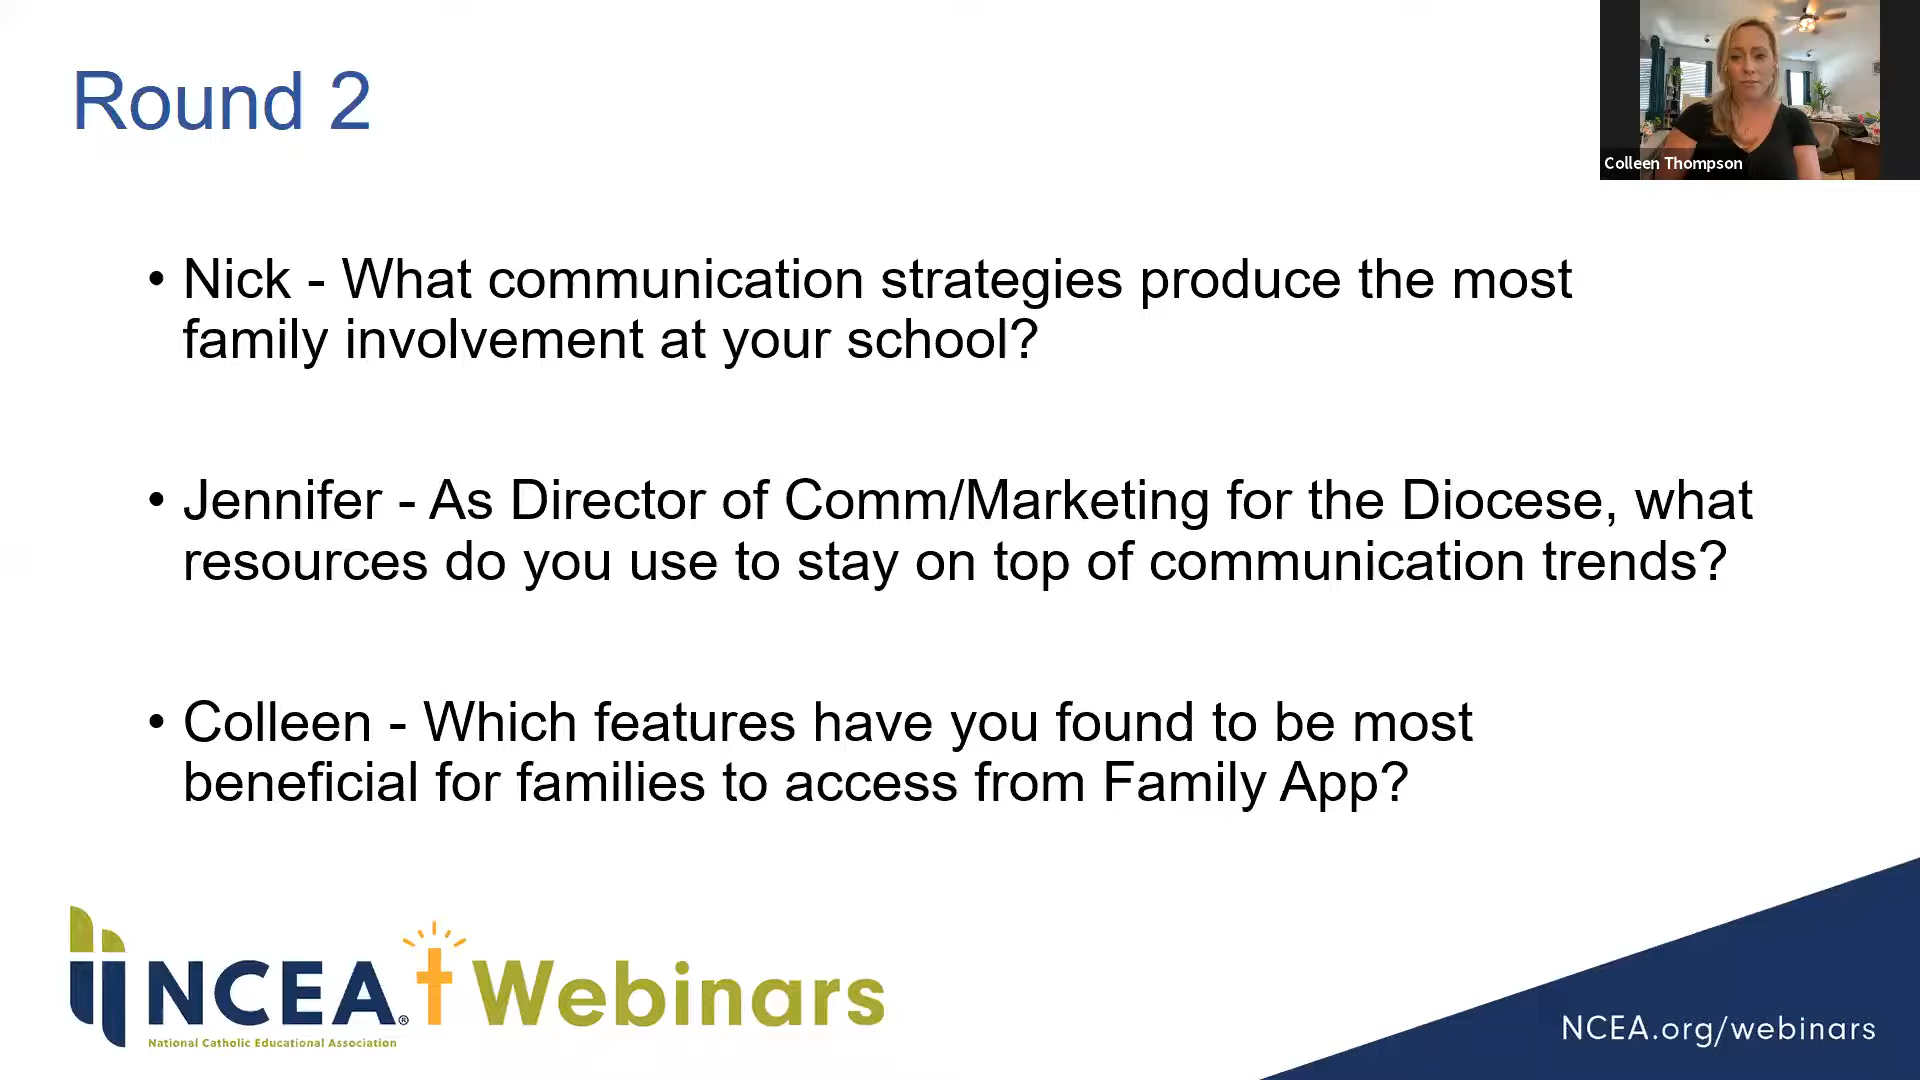 Round 2
Colleen Thompson
• Nick - What communication strategies produce the most
family involvement at your school?
• Jennifer - As Director of Comm/Marketing for the Diocese, what
resources do you use to stay on top of communication trends?
• Colleen - Which features have you found to be most
beneficial for families to access from Family App?
NCEA® Webinars
National Catholic Educational Association
NCEA.org/webinars